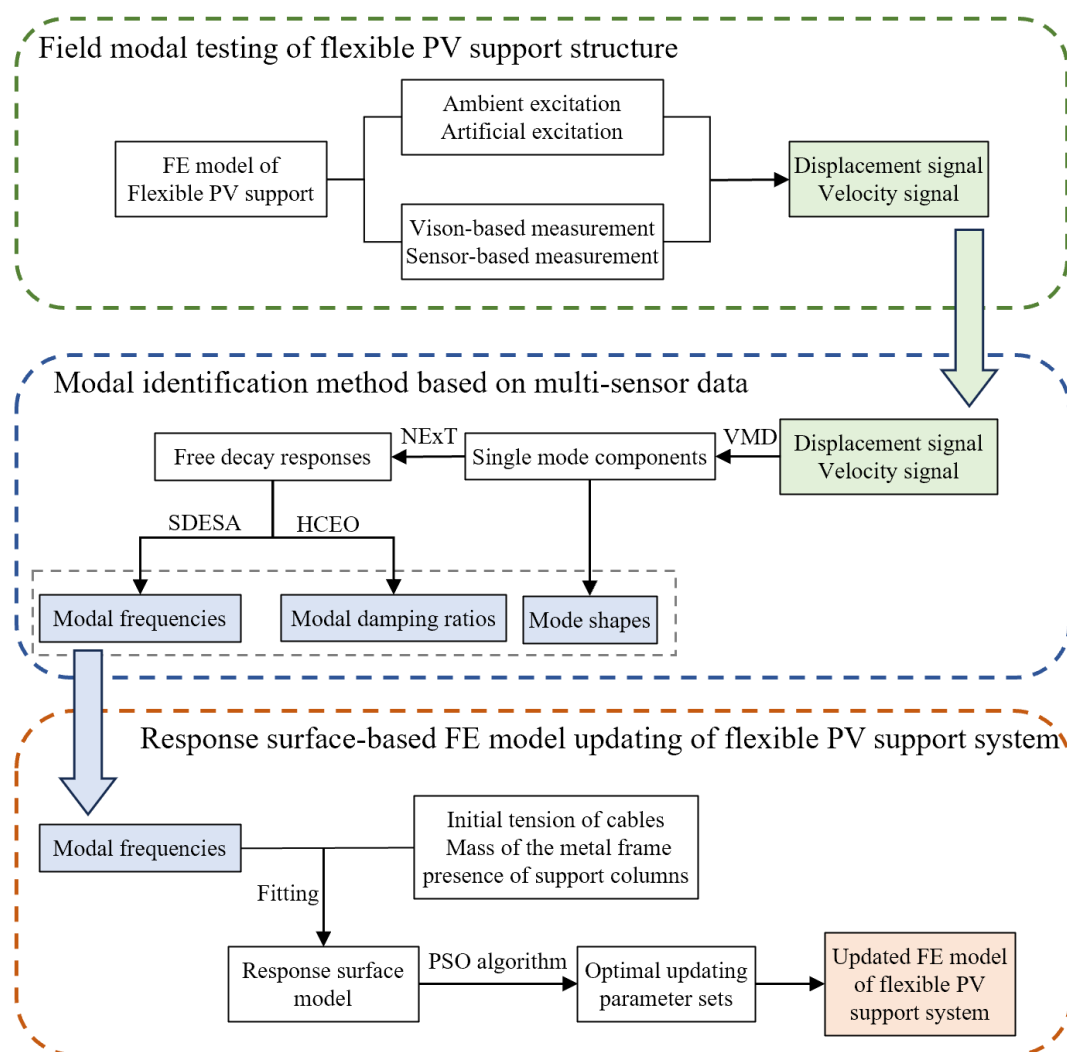 Field modal testing of flexible PV support structure
Ambient excitation
Artificial excitation
FE model of
Flexible PV support
Displacement signal
Velocity signal
Vison-based measurement
Sensor-based measurement
Modal identification method based on multi-sensor data
Free decay responses
NExT
Single mode components
VMD
Displacement signal
Velocity signal
SDESA
HCEO
Modal frequencies
Modal damping ratios
Mode shapes
Response surface-based FE model updating of flexible PV support system
Modal frequencies
Initial tension of cables
Mass of the metal frame
presence of support columns
Fitting
Response surface
model
PSO algorithm
Optimal updating
parameter sets
Updated FE model
of flexible PV
support system